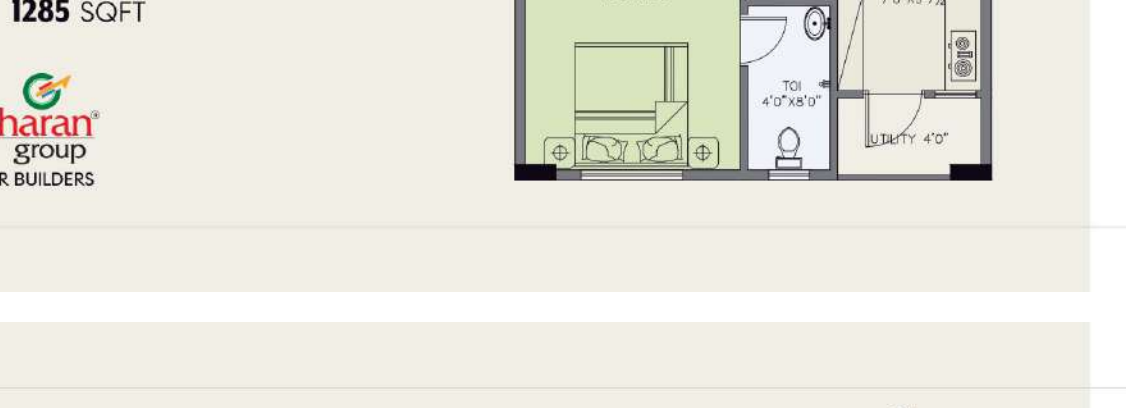 1285 SQFT
haran®
group
R BUILDERS
TOI
4'0"X8'0"
UTILITY 4'0"